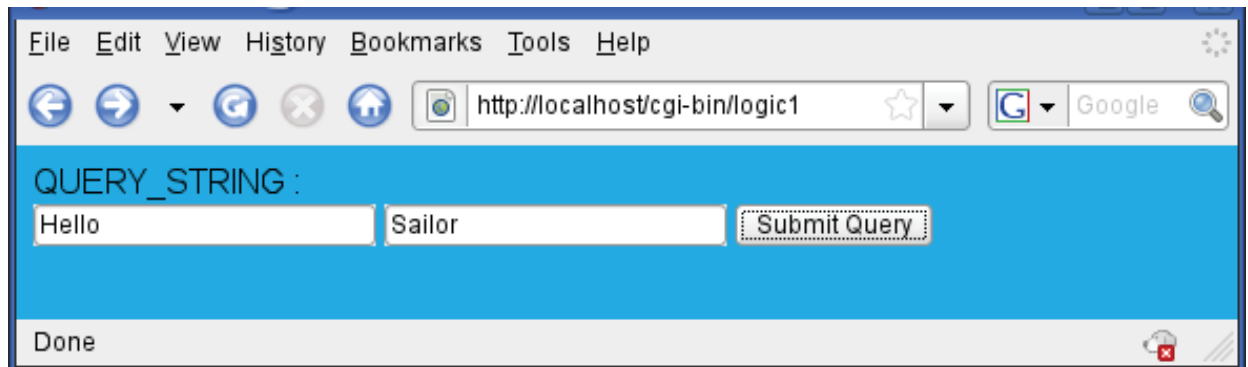 File Edit View History Bookmarks Tools Help
http://localhost/cgi-bin/logic1 G Google
QUERY_STRING :
Hello Sailor Submit Query
Done